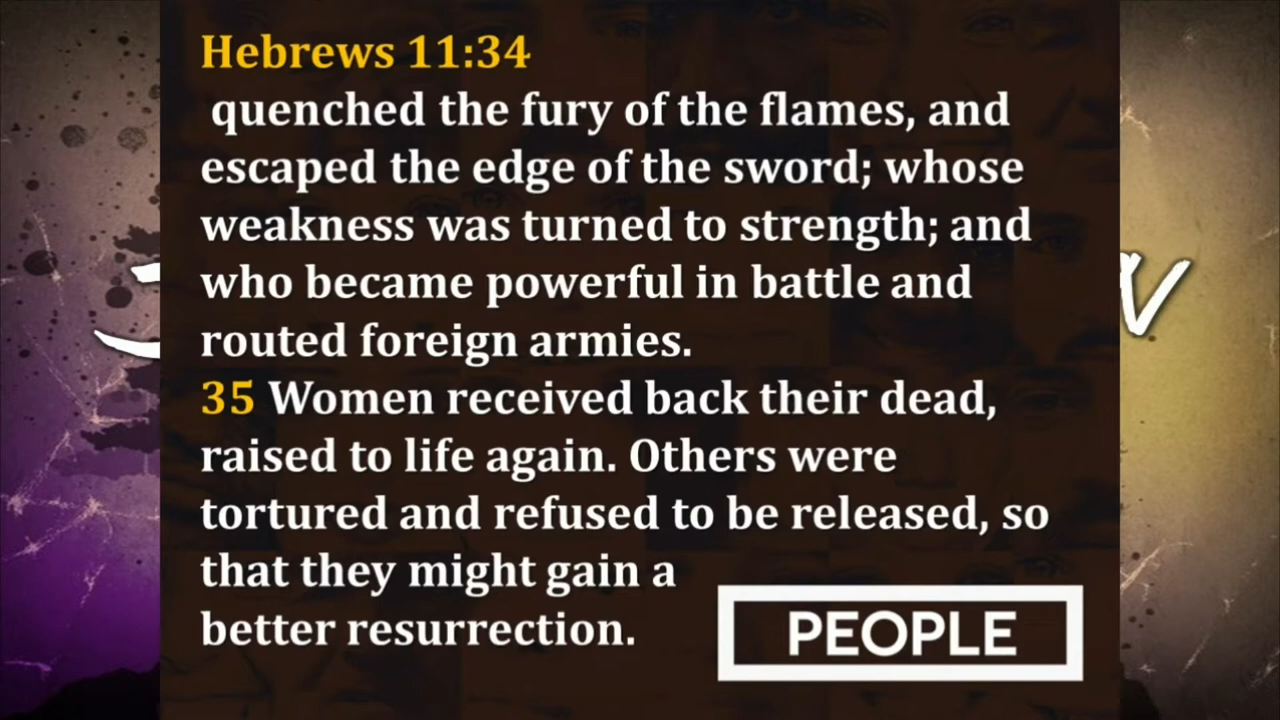 Hebrews 11:34
quenched the fury of the flames, and
escaped the edge of the sword; whose
weakness was turned to strength; and
who became powerful in battle and
routed foreign armies.
35 Women received back their dead,
raised to life again. Others were
tortured and refused to be released, so
that they might gain a
better resurrection.
PEOPLE